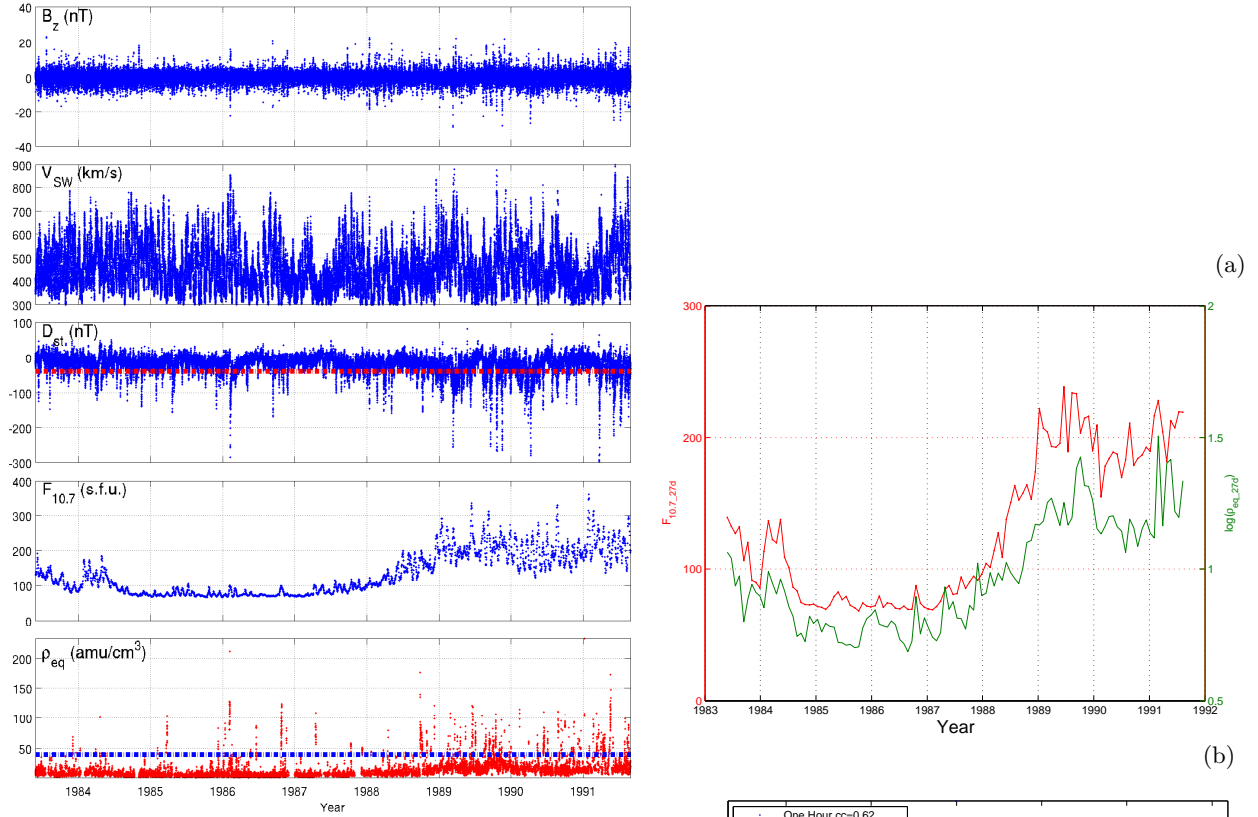 B_z (nT)
40
20
0
-20
-40
V_SW (km/s)
900
800
700
600
500
400
300
D_st. (nT)
100
0
-100
-200
-300
F_10.7 (s.f.u.)
400
300
200
100
0
ρ_eq (amu/cm^3)
200
150
100
50
1984 1985 1986 1987 1988 1989 1990 1991
Year
(a)
300
200
100
0
F_10.7_27d
2
1.5
1
0.5
log(ρ_eq_27d)
1983 1984 1985 1986 1987 1988 1989 1990 1991 1992
Year
(b)
One Hour cc=0.62